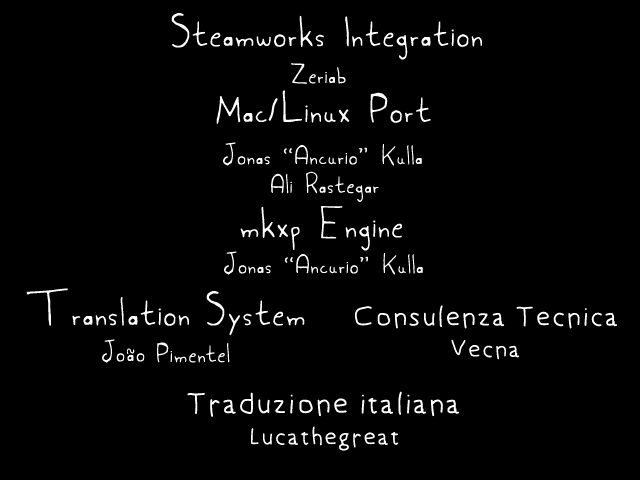 Steamworks Integration
Zeriab
Mac/Linux Port
Jonas "Ancurio" Kulla
Ali Rastegar
mkxp Engine
Jonas "Ancurio" Kulla
Translation System
João Pimentel
Consulenza Tecnica
Vecna
Traduzione italiana
Lucathegreat